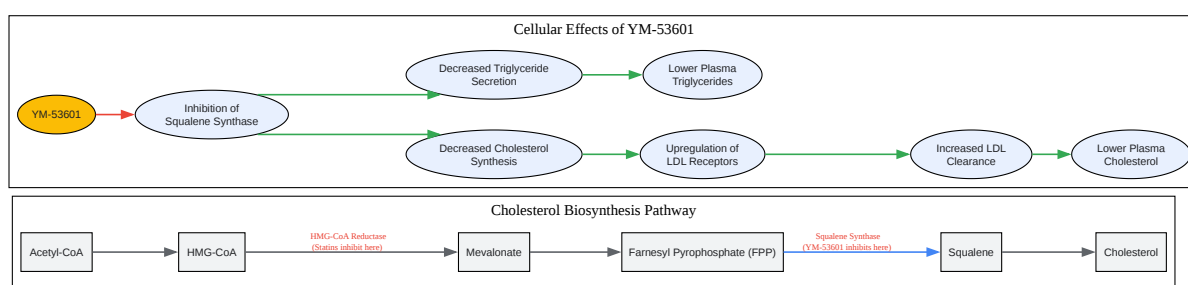 Cellular Effects of YM-53601
YM-53601
Inhibition of
Squalene Synthase
Decreased Triglyceride
Secretion
Lower Plasma
Triglycerides
Decreased Cholesterol
Synthesis
Upregulation of
LDL Receptors
Increased LDL
Clearance
Lower Plasma
Cholesterol
Cholesterol Biosynthesis Pathway
Acetyl-CoA
HMG-CoA
HMG-CoA Reductase
(Statins inhibit here)
Mevalonate
Farnesyl Pyrophosphate (FPP)
Squalene Synthase
(YM-53601 inhibits here)
Squalene
Cholesterol